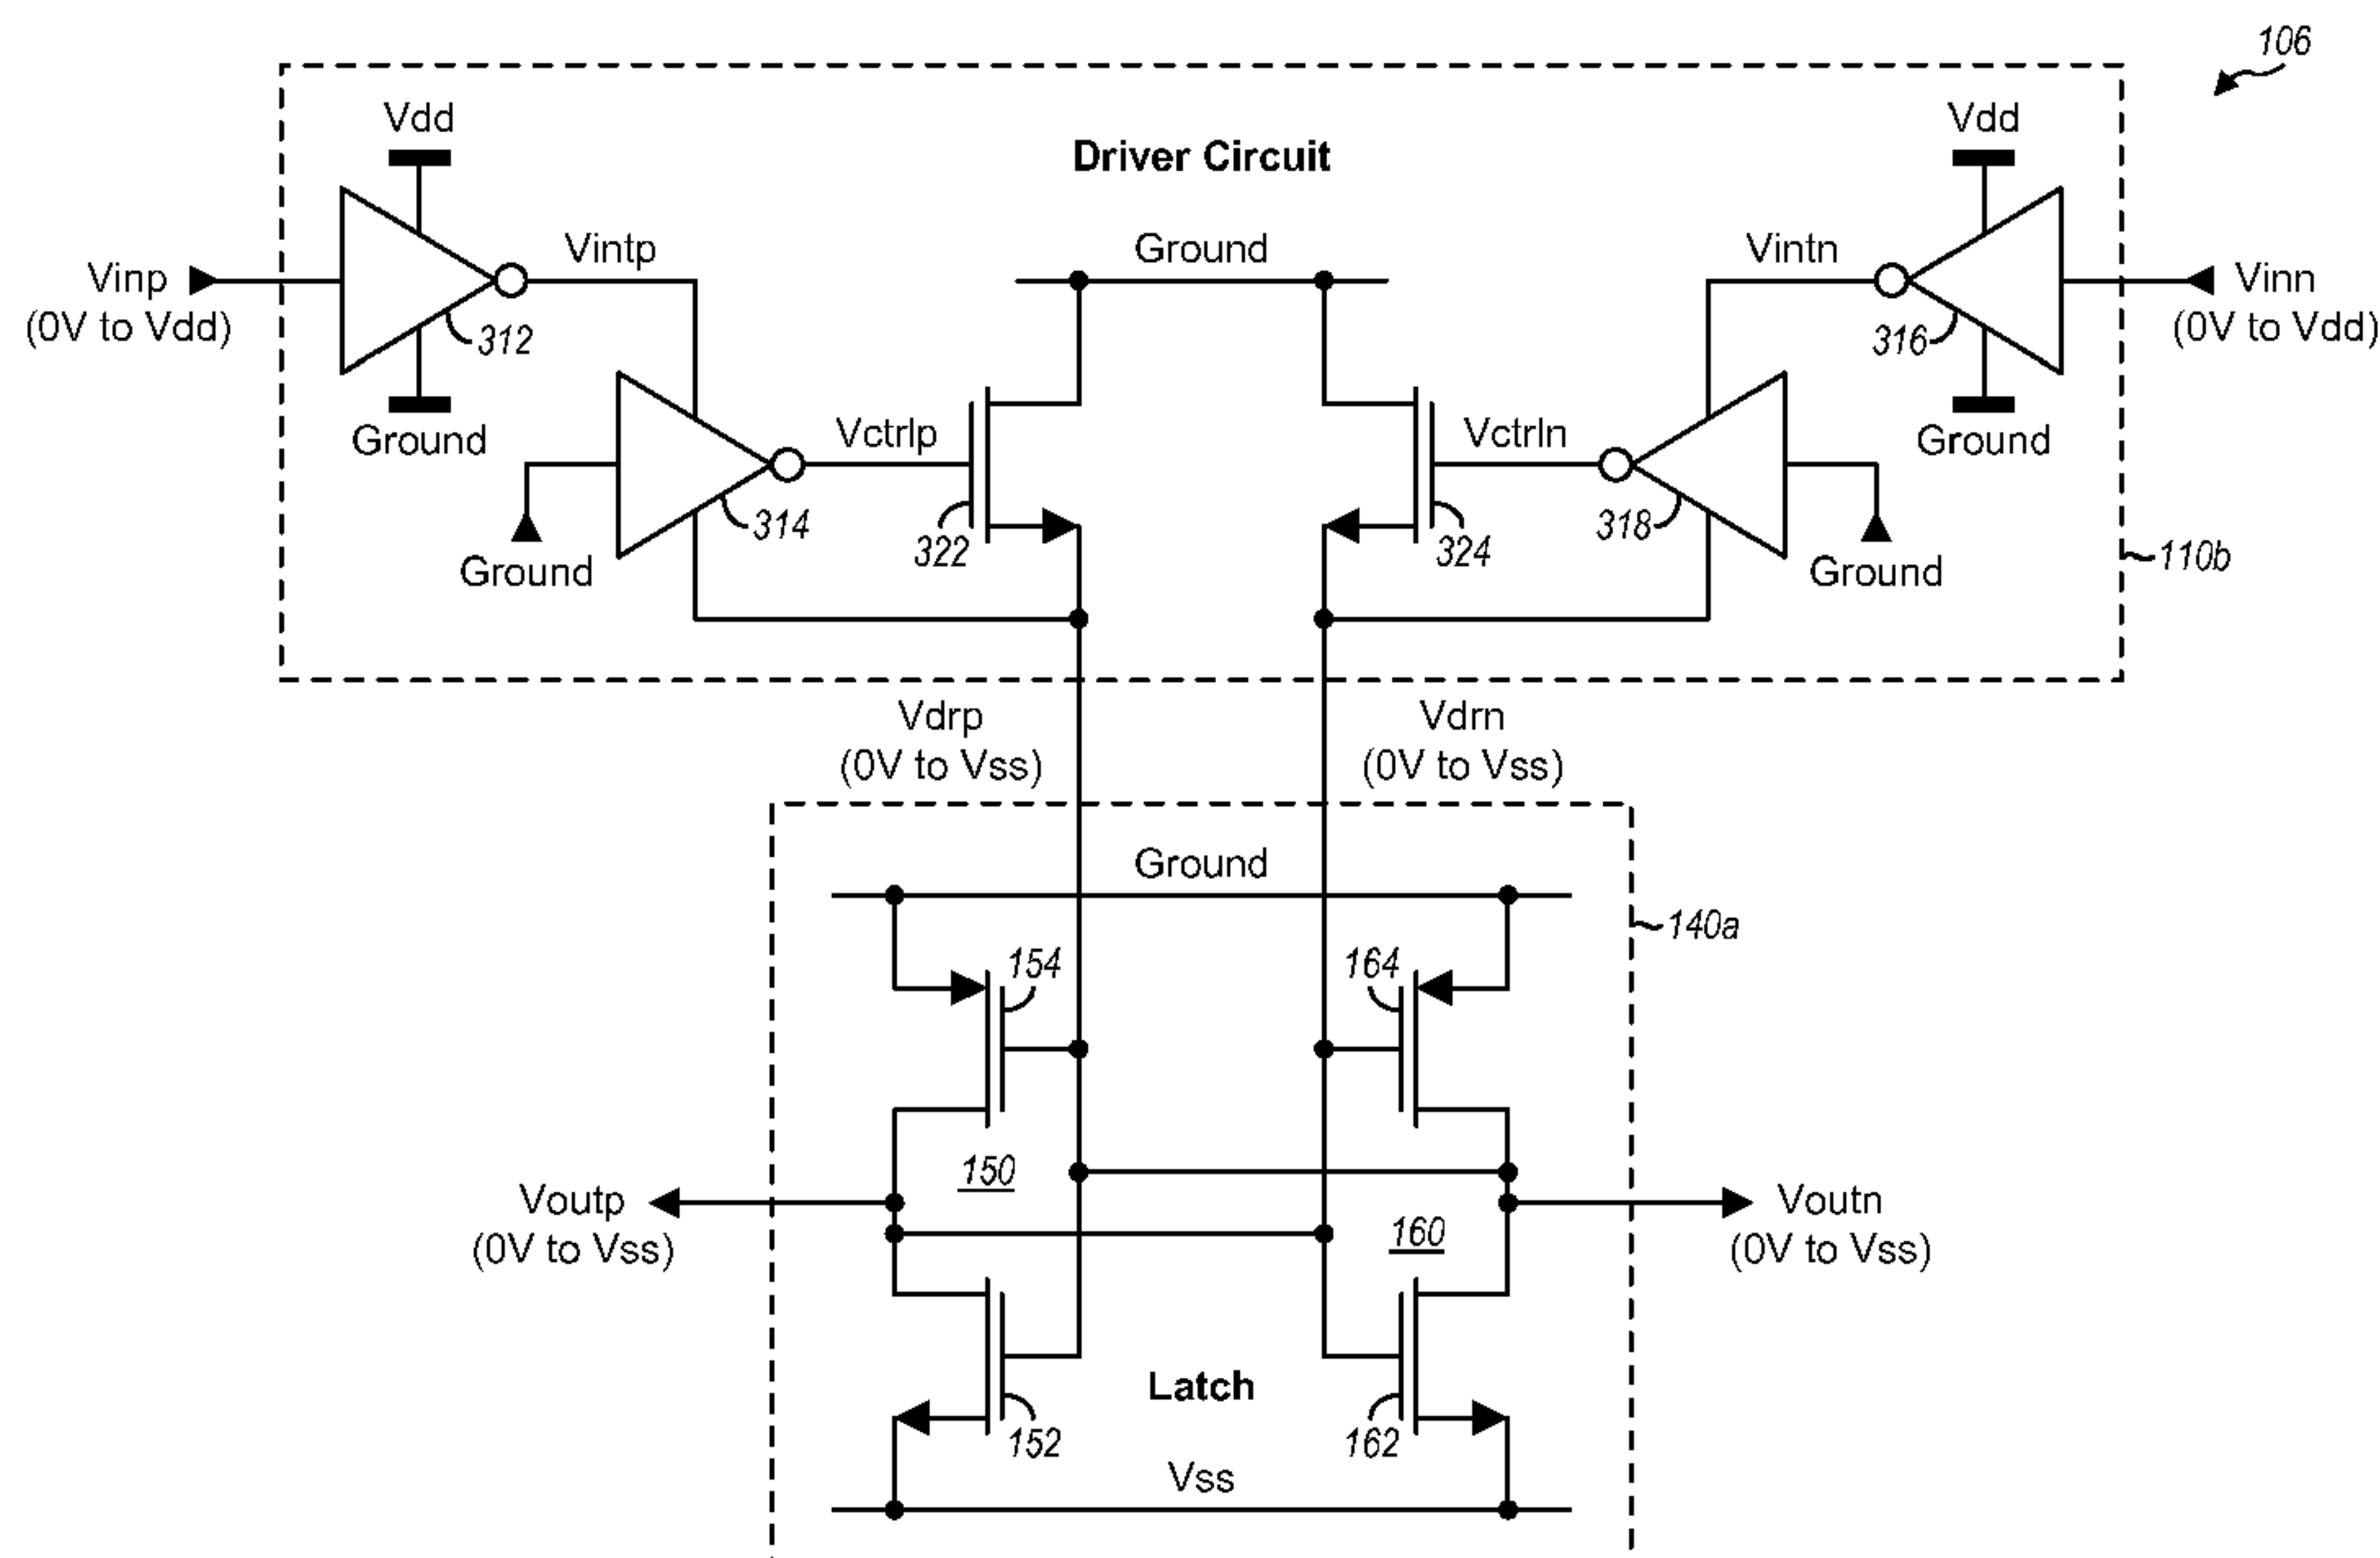 106
Vdd
Vdd
Driver Circuit
Vinp
(0V to Vdd)
Vintp
Ground
Vintn
Vinn
(0V to Vdd)
312
316
Ground
Vctrlp
Vctrln
Ground
314
322
324
318
Ground
Ground
110b
Vdrp
(0V to Vss)
Vdrn
(0V to Vss)
Ground
140a
154
164
150
Voutp
(0V to Vss)
160
Voutn
(0V to Vss)
Latch
152
162
Vss